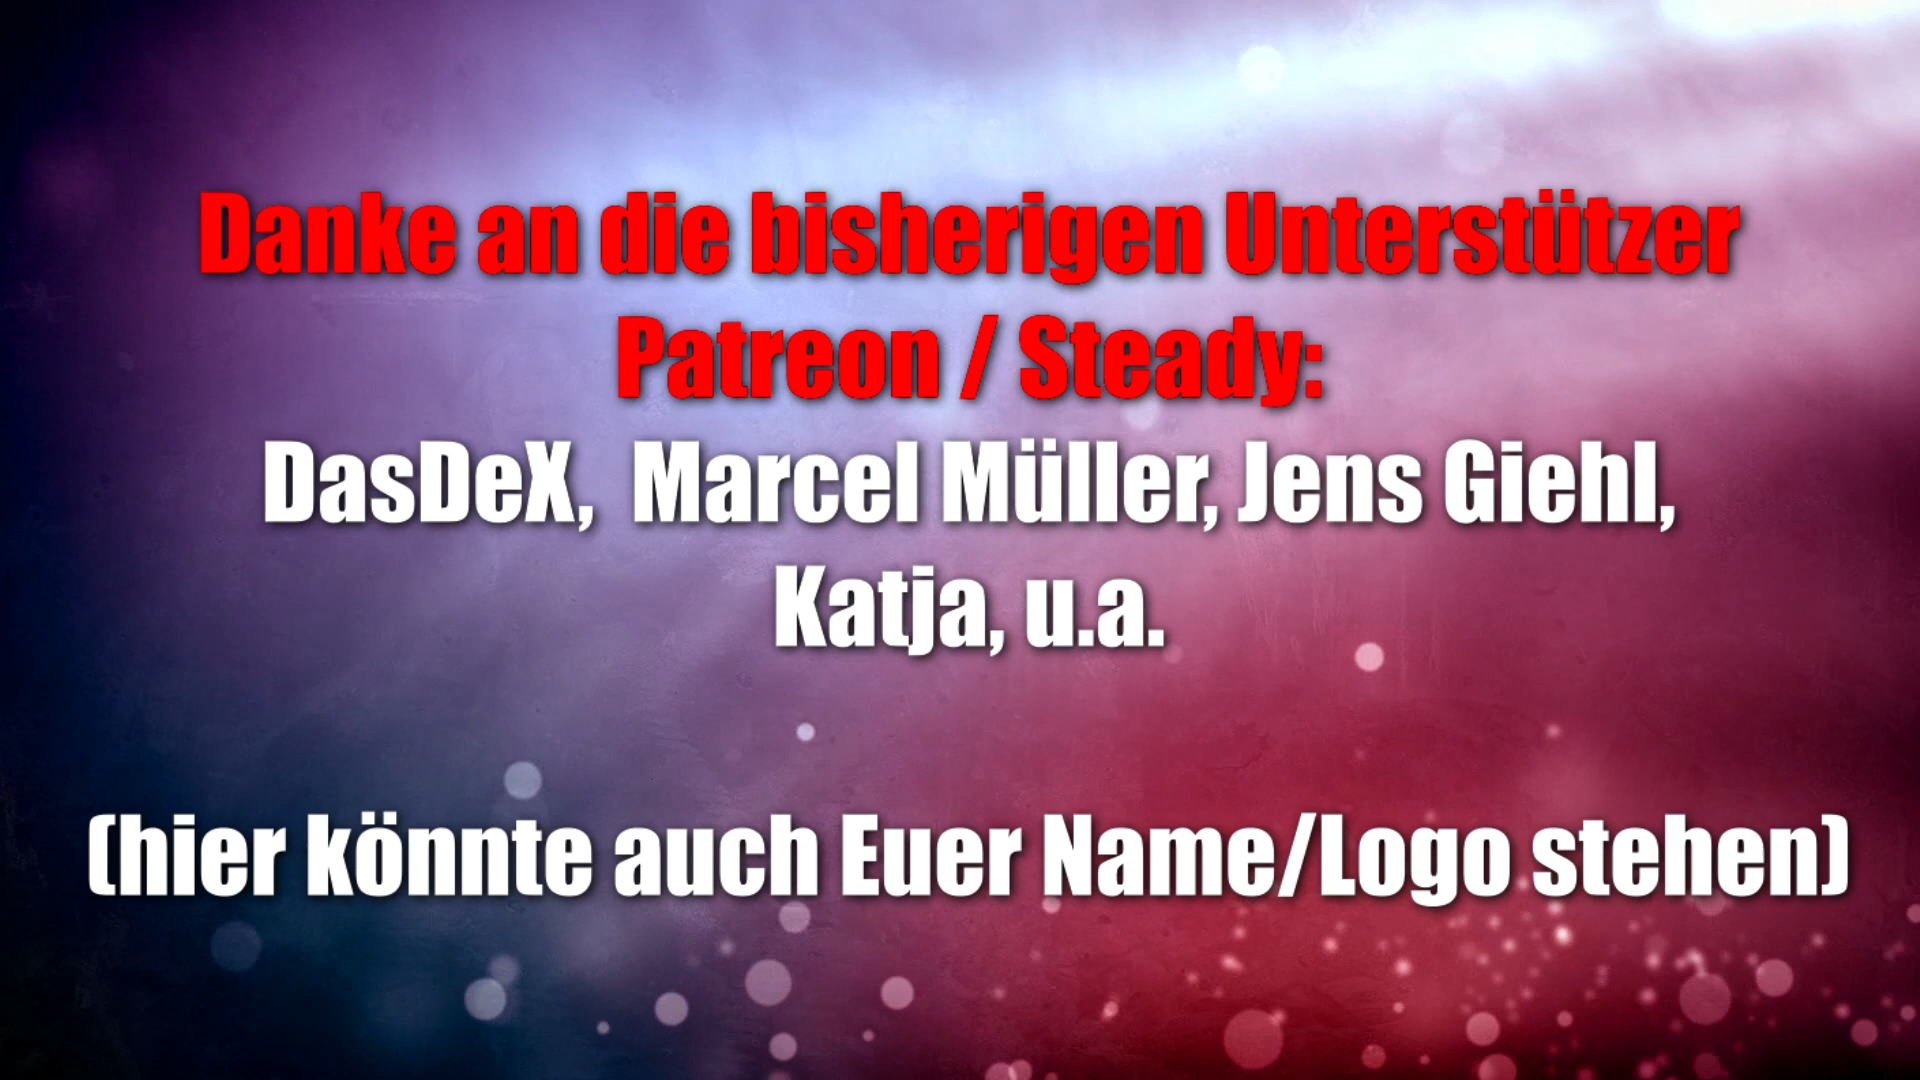 Danke an die bisherigen Unterstützer
Patreon / Steady:
DasDeX,  Marcel Müller, Jens Giehl,
Katja, u.a.
(hier könnte auch Euer Name/Logo stehen)